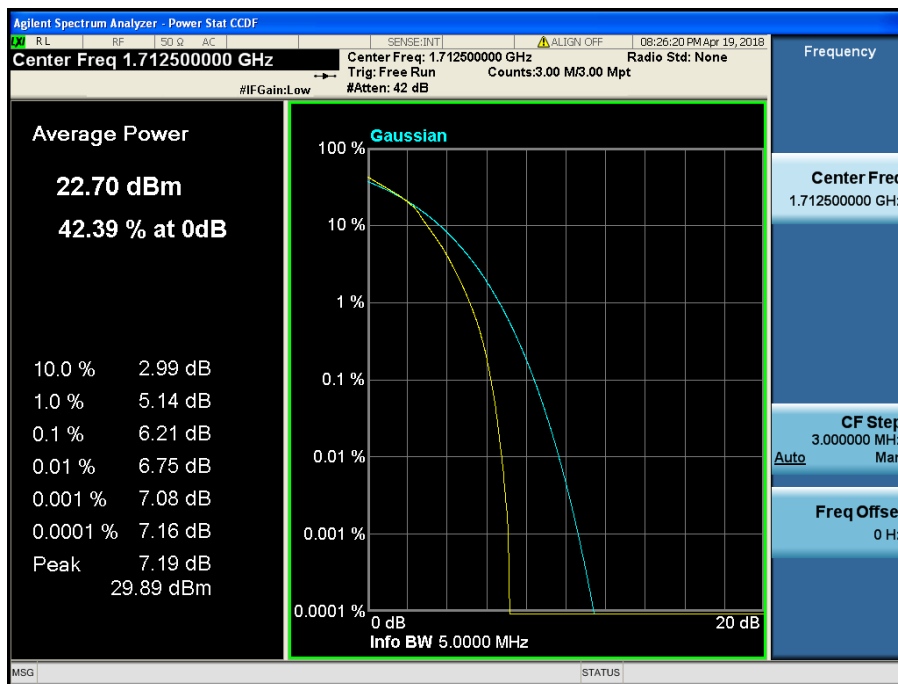 Agilent Spectrum Analyzer - Power Stat CCDF
LXI RL RF 50 Ω AC SENSE:INT ALIGN OFF 08:26:20 PM Apr 19, 2018
Center Freq 1.712500000 GHz
Center Freq: 1.712500000 GHz Radio Std: None
Trig: Free Run Counts:3.00 M/3.00 Mpt
#IFGain:Low #Atten: 42 dB
Frequency
Average Power
22.70 dBm
42.39 % at 0dB
10.0 % 2.99 dB
1.0 % 5.14 dB
0.1 % 6.21 dB
0.01 % 6.75 dB
0.001 % 7.08 dB
0.0001 % 7.16 dB
Peak 7.19 dB
29.89 dBm
Gaussian
100 %
10 %
1 %
0.1 %
0.01 %
0.001 %
0.0001 %
0 dB 20 dB
Info BW 5.0000 MHz
Center Freq
1.712500000 GH
CF Step
3.000000 MH
Auto Man
Freq Offse
0 H
MSG STATUS